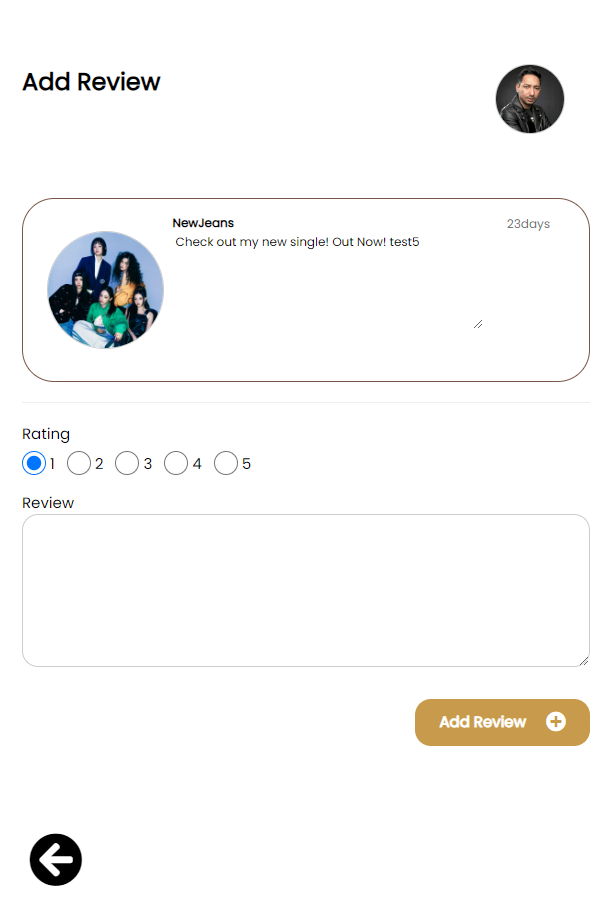 Add Review
NewJeans
23days
Check out my new single! Out Now! test5
Rating
1 2 3 4 5
Review
Add Review